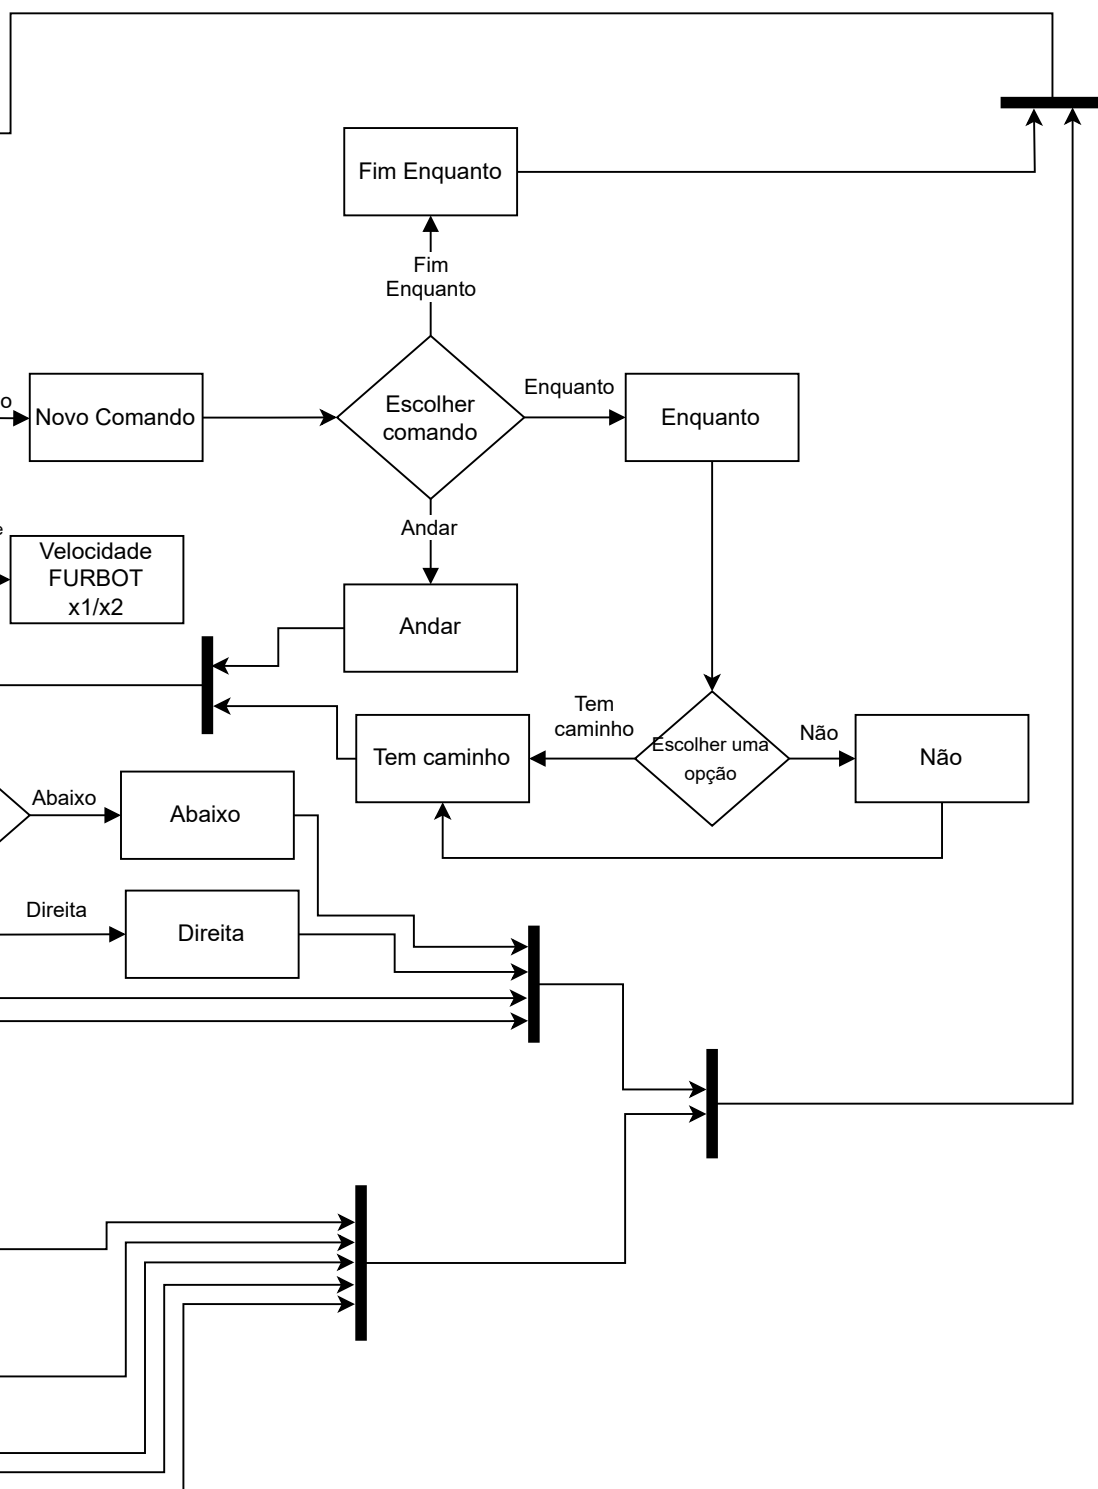 Fim Enquanto
Fim
Enquanto
Novo Comando
Escolher
comando
Enquanto
Enquanto
Andar
Velocidade
FURBOT
x1/x2
Andar
Tem
caminho
Tem caminho
Escolher uma
opção
Não
Não
Abaixo
Abaixo
Direita
Direita